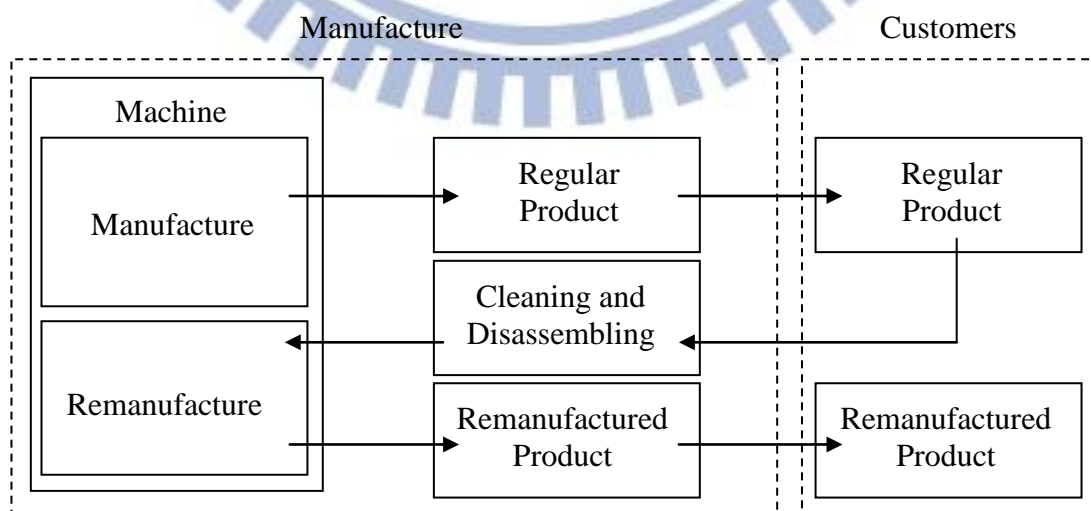 Manufacture
Customers
Machine
Manufacture
Regular
Product
Regular
Product
Cleaning and
Disassembling
Remanufacture
Remanufactured
Product
Remanufactured
Product